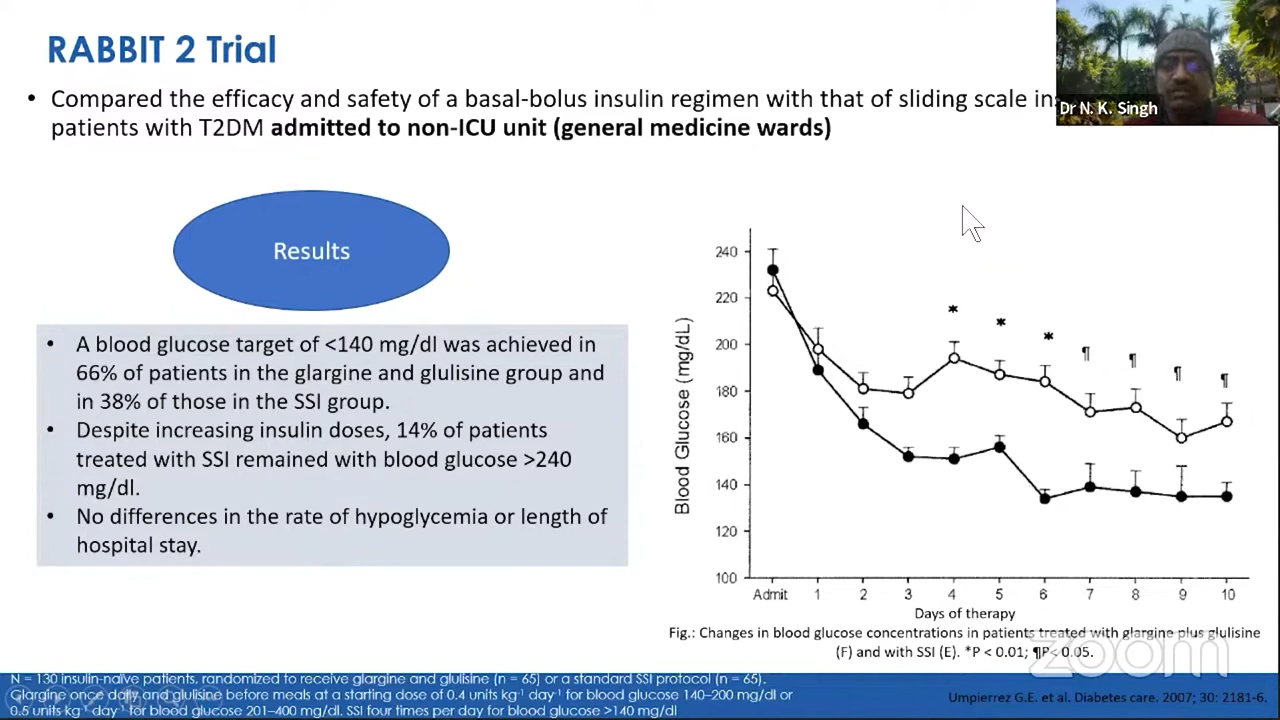 RABBIT 2 Trial
• Compared the efficacy and safety of a basal-bolus insulin regimen with that of sliding scale in
patients with T2DM admitted to non-ICU unit (general medicine wards)
Dr N. K. Singh
Results
• A blood glucose target of <140 mg/dl was achieved in
66% of patients in the glargine and glulisine group and
in 38% of those in the SSI group.
• Despite increasing insulin doses, 14% of patients
treated with SSI remained with blood glucose >240
mg/dl.
• No differences in the rate of hypoglycemia or length of
hospital stay.
Blood Glucose (mg/dL)
240
220
200
180
160
140
120
100
* * * ¶ ¶ ¶ ¶
Admit 1 2 3 4 5 6 7 8 9 10
Days of therapy
Fig.: Changes in blood glucose concentrations in patients treated with glargine plus glulisine
(F) and with SSI (E). *P < 0.01; ¶P< 0.05.
zoom
N = 130 insulin-naïve patients, randomized to receive glargine and glulisine (n = 65) or a standard SSI protocol (n = 65).
Glargine once daily and glulisine before meals at a starting dose of 0.4 units kg⁻¹ day⁻¹ for blood glucose 140–200 mg/dl or
0.5 units kg⁻¹ day⁻¹ for blood glucose 201–400 mg/dl. SSI four times per day for blood glucose >140 mg/dl
Umpierrez G.E. et al. Diabetes care. 2007; 30: 2181-6.